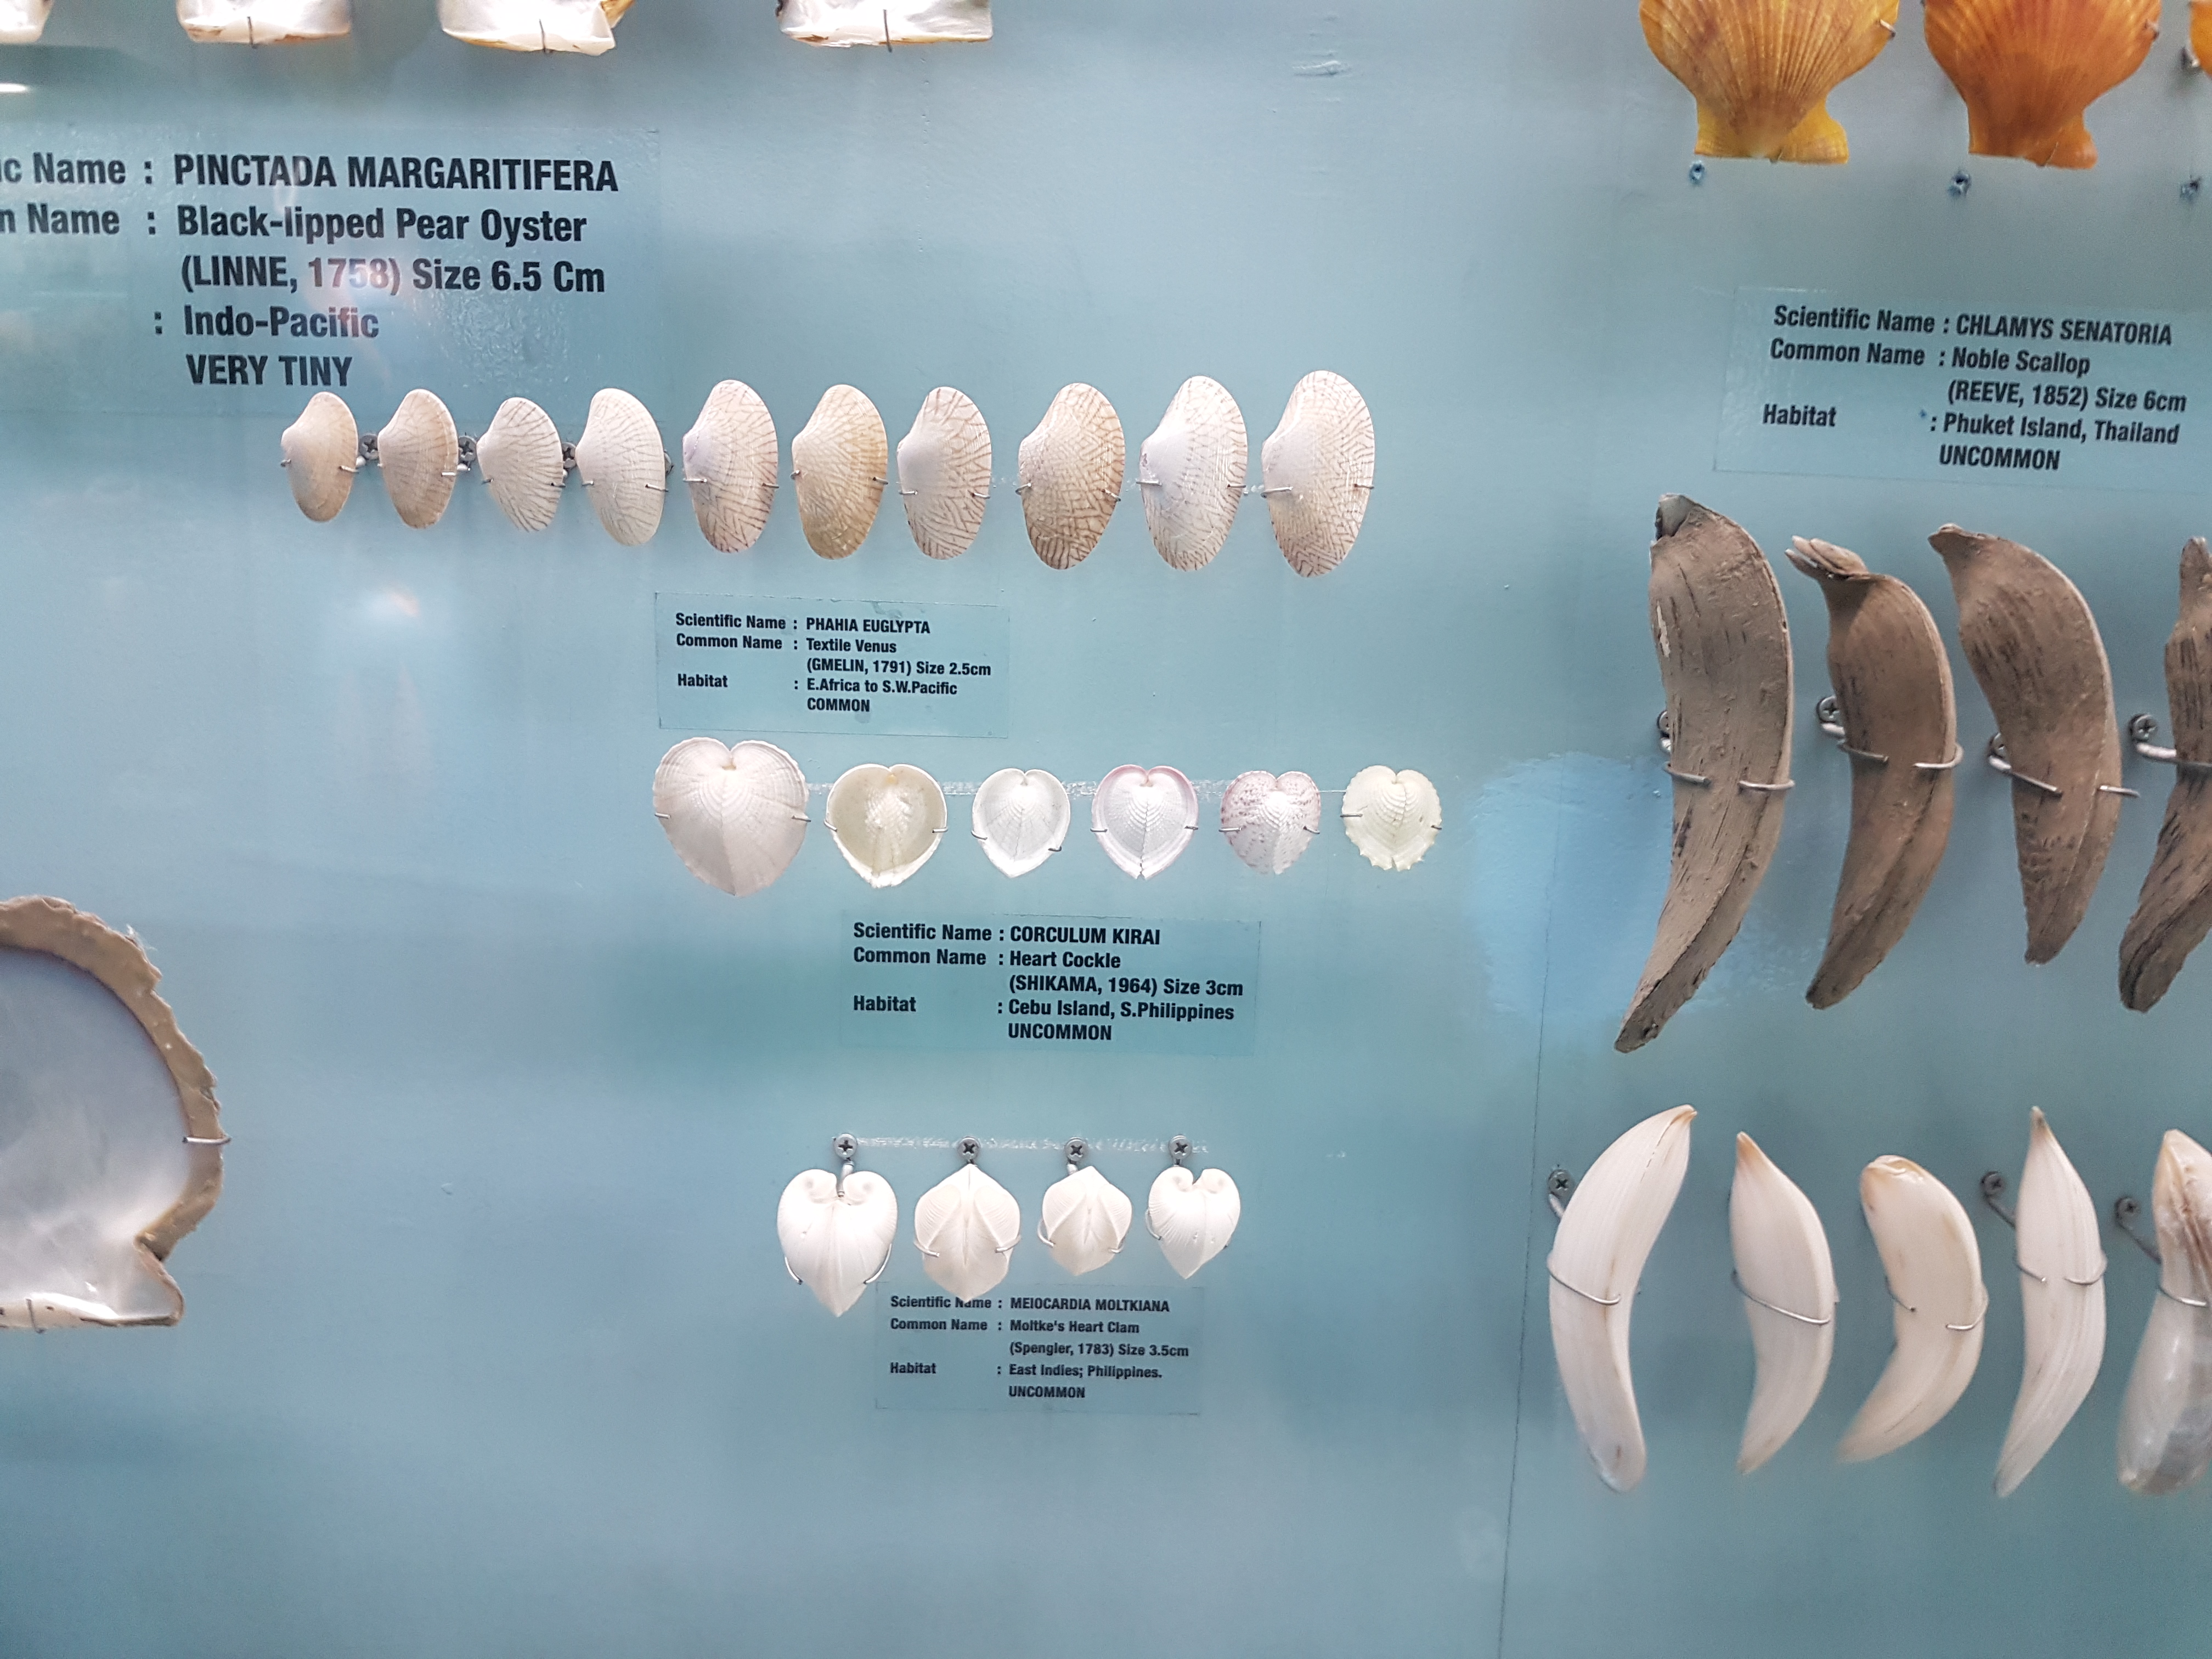 ic Name : PINCTADA MARGARITIFERA
n Name : Black-lipped Pear Oyster
(LINNE, 1758) Size 6.5 Cm
: Indo-Pacific
VERY TINY
Scientific Name : CHLAMYS SENATORIA
Common Name : Noble Scallop
(REEVE, 1852) Size 6cm
Habitat : Phuket Island, Thailand
UNCOMMON
Scientific Name : PHAHIA EUGLYPTA
Common Name : Textile Venus
(GMELIN, 1791) Size 2.5cm
Habitat : E.Africa to S.W.Pacific
COMMON
Scientific Name : CORCULUM KIRAI
Common Name : Heart Cockle
(SHIKAMA, 1964) Size 3cm
Habitat : Cebu Island, S.Philippines
UNCOMMON
Scientific Name : MEIOCARDIA MOLTKIANA
Common Name : Moltke's Heart Clam
(Spengler, 1783) Size 3.5cm
Habitat : East Indies; Philippines.
UNCOMMON